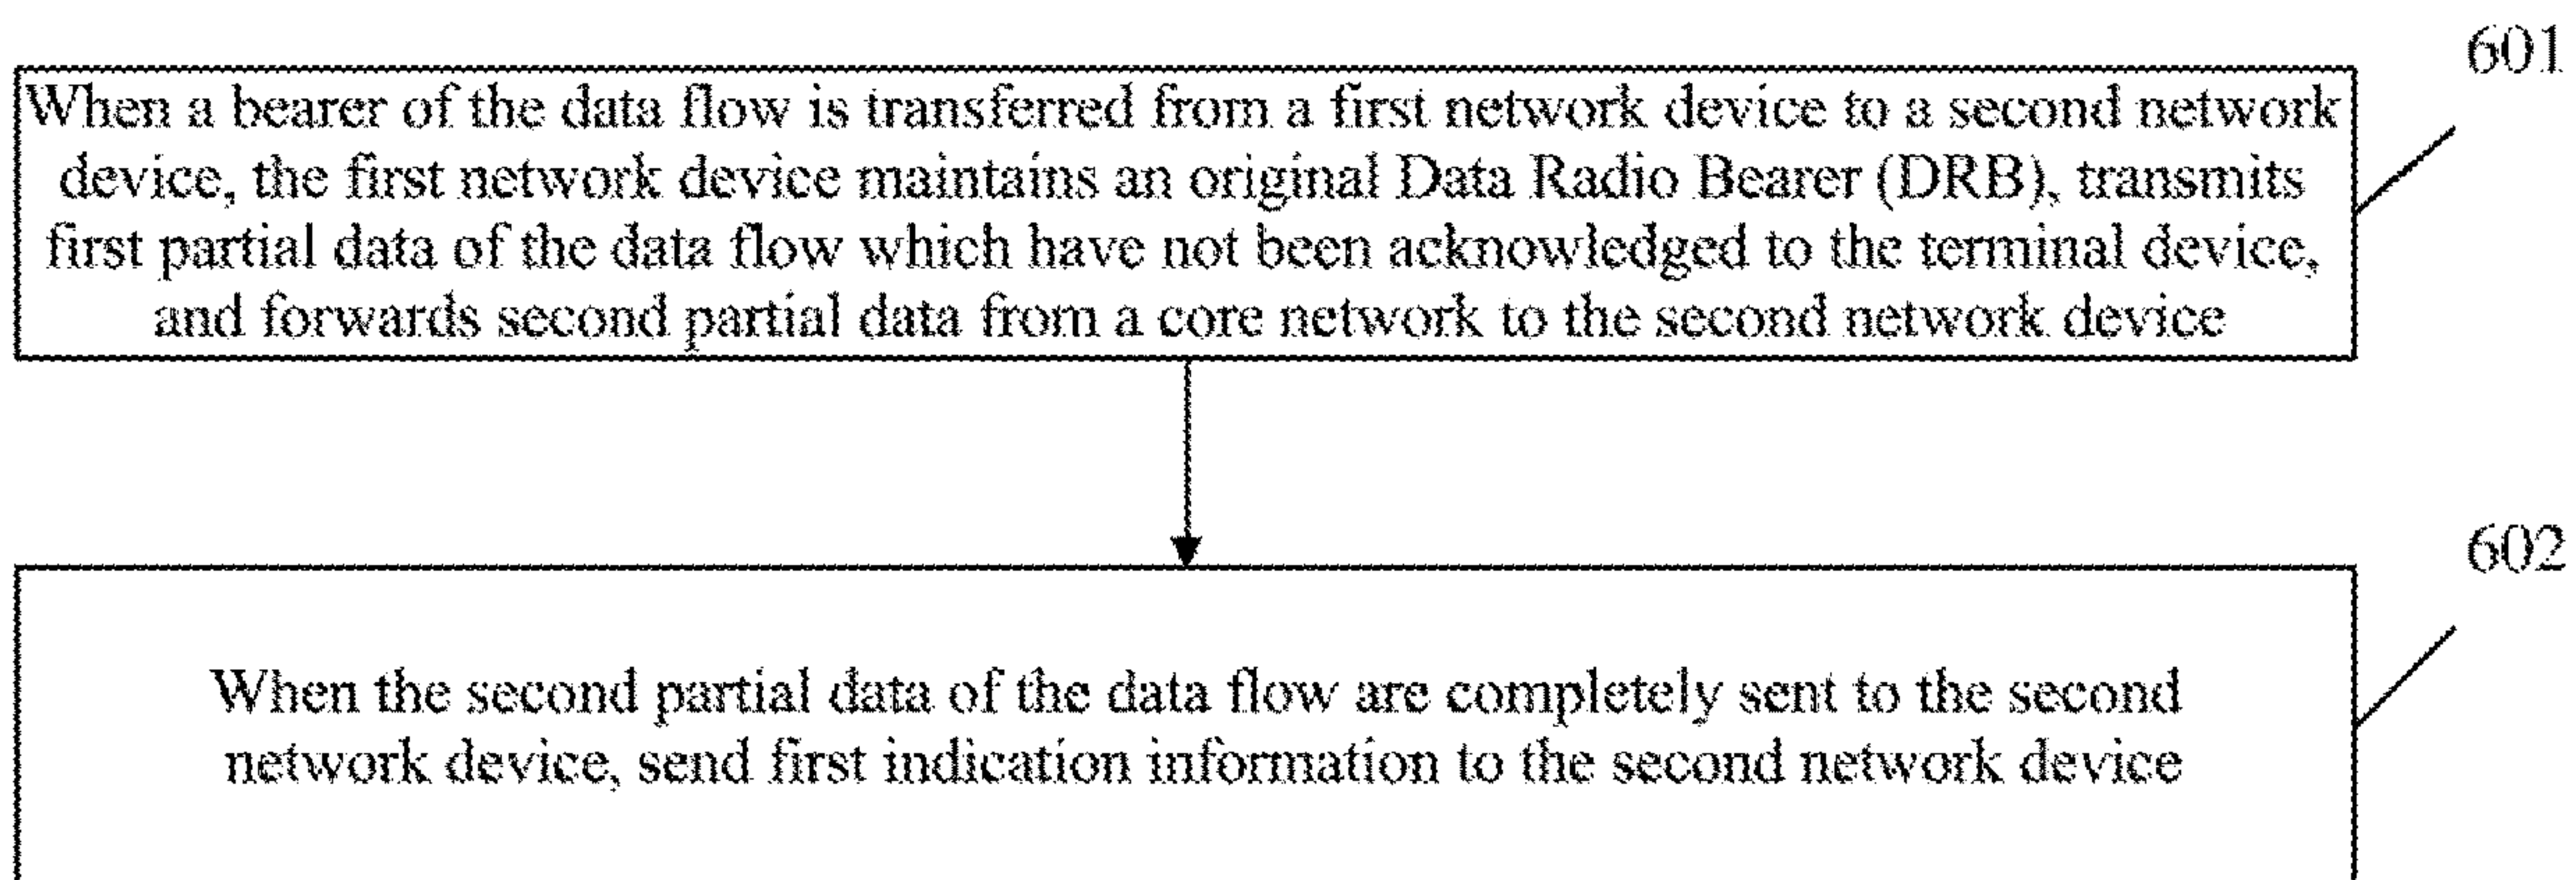 601
When a bearer of the data flow is transferred from a first network device to a second network
device, the first network device maintains an original Data Radio Bearer (DRB), transmits
first partial data of the data flow which have not been acknowledged to the terminal device,
and forwards second partial data from a core network to the second network device
602
When the second partial data of the data flow are completely sent to the second
network device, send first indication information to the second network device